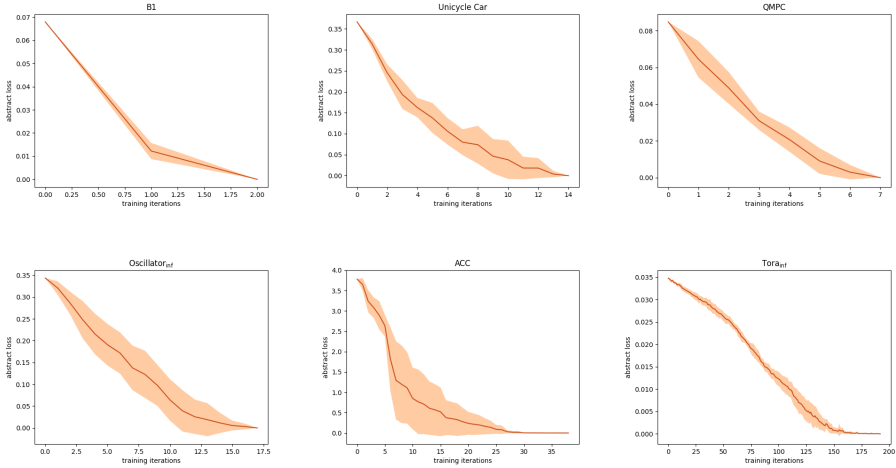 B1
0.07
0.06
0.05
0.04
0.03
0.02
0.01
0.00
abstract loss
0.00 0.25 0.50 0.75 1.00 1.25 1.50 1.75 2.00
training iterations
Unicycle Car
0.35
0.30
0.25
0.20
0.15
0.10
0.05
0.00
abstract loss
0 2 4 6 8 10 12 14
training iterations
QMPC
0.08
0.06
0.04
0.02
0.00
abstract loss
0 1 2 3 4 5 6 7
training iterations
Oscillator_inf
0.35
0.30
0.25
0.20
0.15
0.10
0.05
0.00
abstract loss
0.0 2.5 5.0 7.5 10.0 12.5 15.0 17.5
training iterations
ACC
4.0
3.5
3.0
2.5
2.0
1.5
1.0
0.5
0.0
abstract loss
0 5 10 15 20 25 30 35
training iterations
Tora_inf
0.035
0.030
0.025
0.020
0.015
0.010
0.005
0.000
abstract loss
0 25 50 75 100 125 150 175 200
training iterations